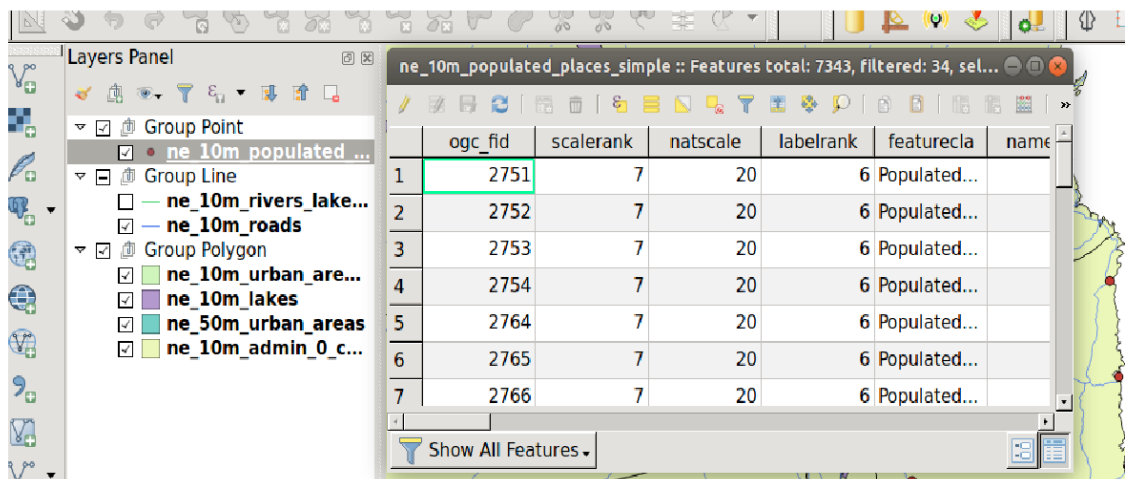 Layers Panel
Group Point
ne_10m_populated_...
Group Line
ne_10m_rivers_lake...
ne_10m_roads
Group Polygon
ne_10m_urban_are...
ne_10m_lakes
ne_50m_urban_areas
ne_10m_admin_0_c...
ne_10m_populated_places_simple :: Features total: 7343, filtered: 34, sel...
ogc_fid scalerank natscale labelrank featurecla name
1 2751 7 20 6 Populated...
2 2752 7 20 6 Populated...
3 2753 7 20 6 Populated...
4 2754 7 20 6 Populated...
5 2764 7 20 6 Populated...
6 2765 7 20 6 Populated...
7 2766 7 20 6 Populated...
Show All Features